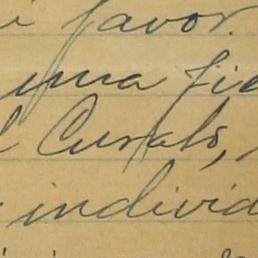 i favor.
una fie
l Curato,
individ